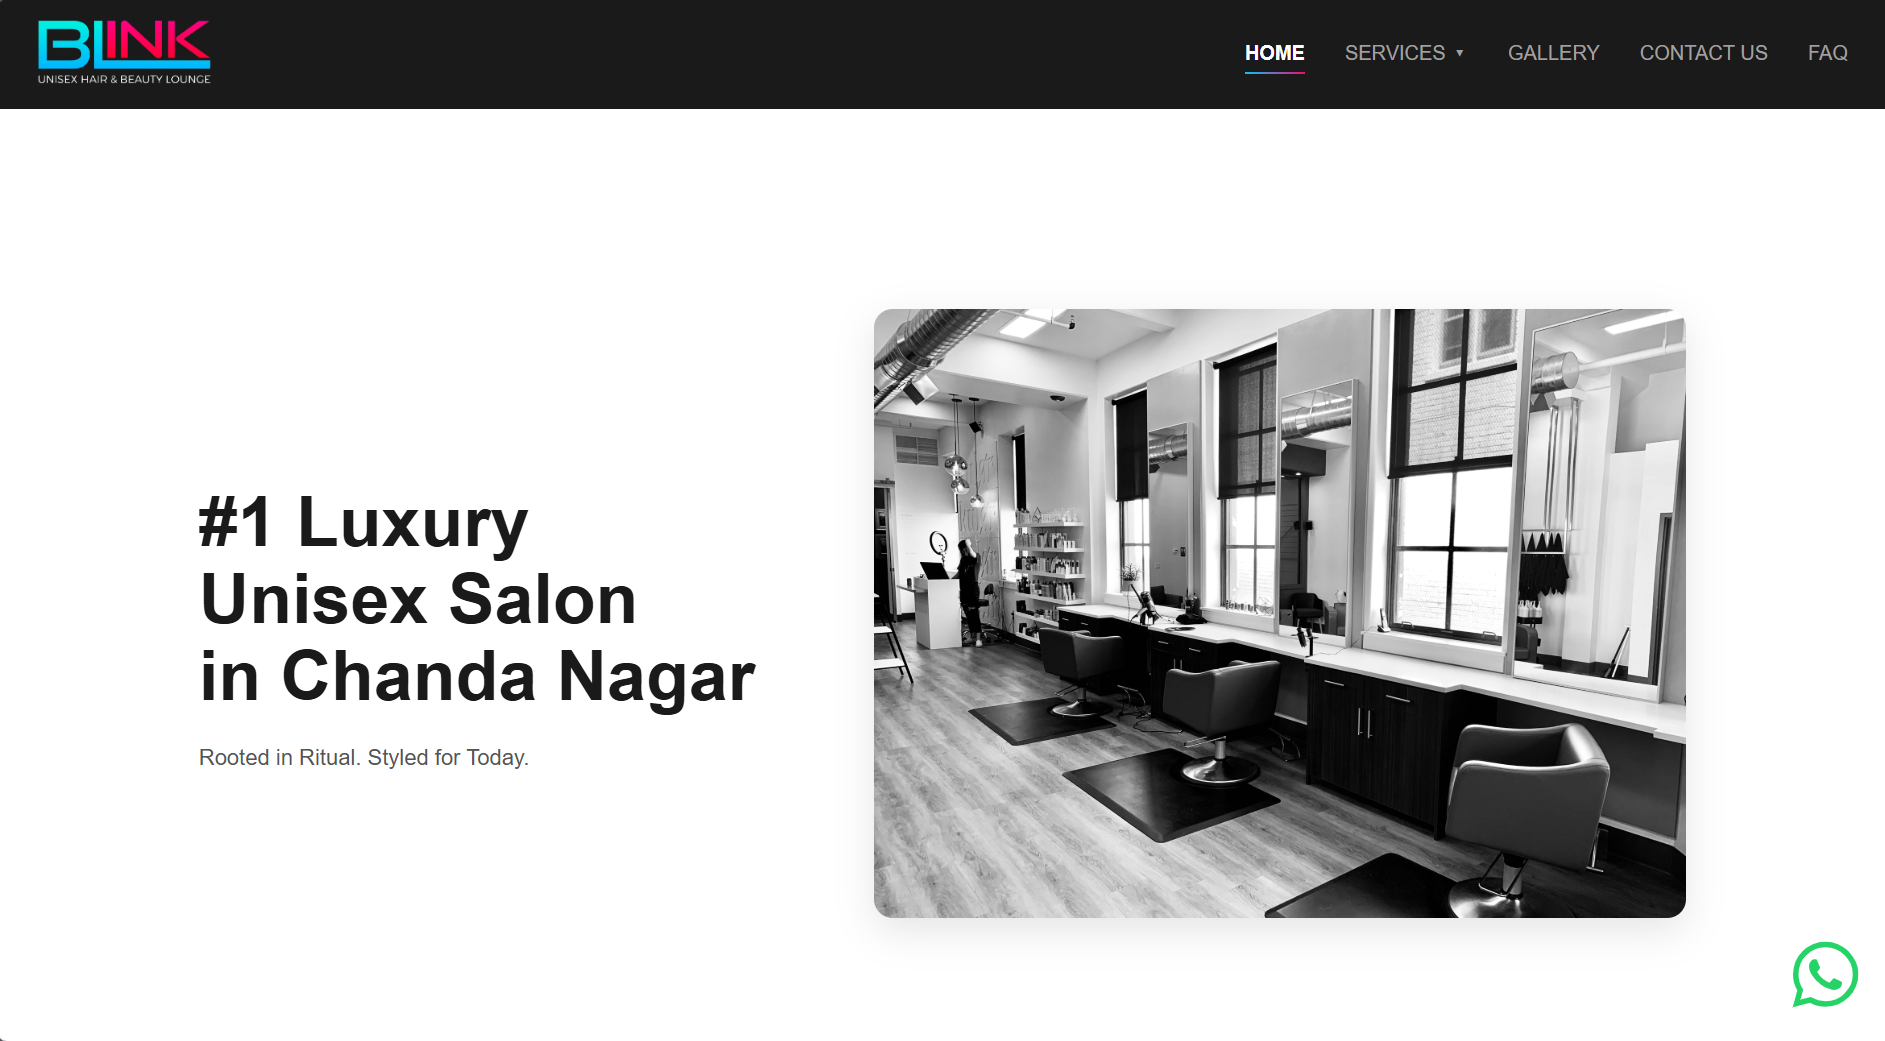 BLINK
UNISEX HAIR & BEAUTY LOUNGE
HOME
SERVICES ▼
GALLERY
CONTACT US
FAQ
#1 Luxury
Unisex Salon
in Chanda Nagar
Rooted in Ritual. Styled for Today.